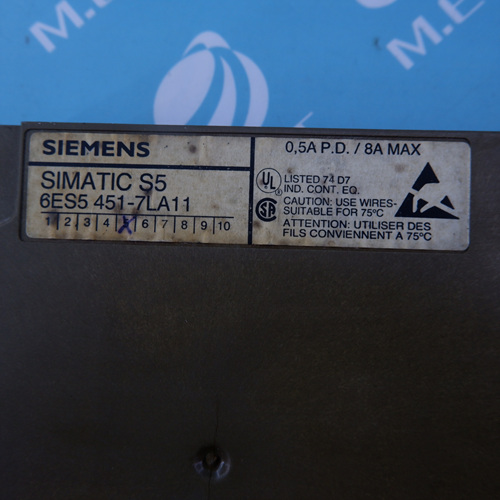 M.E
M.E
SIEMENS
SIMATIC S5
6ES5 451-7LA11
1 2 3 4 5 6 7 8 9 10
0,5A P.D. / 8A MAX
UL LISTED 74 D7
IND. CONT. EQ.
SA CAUTION: USE WIRES-
SUITABLE FOR 75°C
ATTENTION: UTILISER DES
FILS CONVIENNENT A 75°C